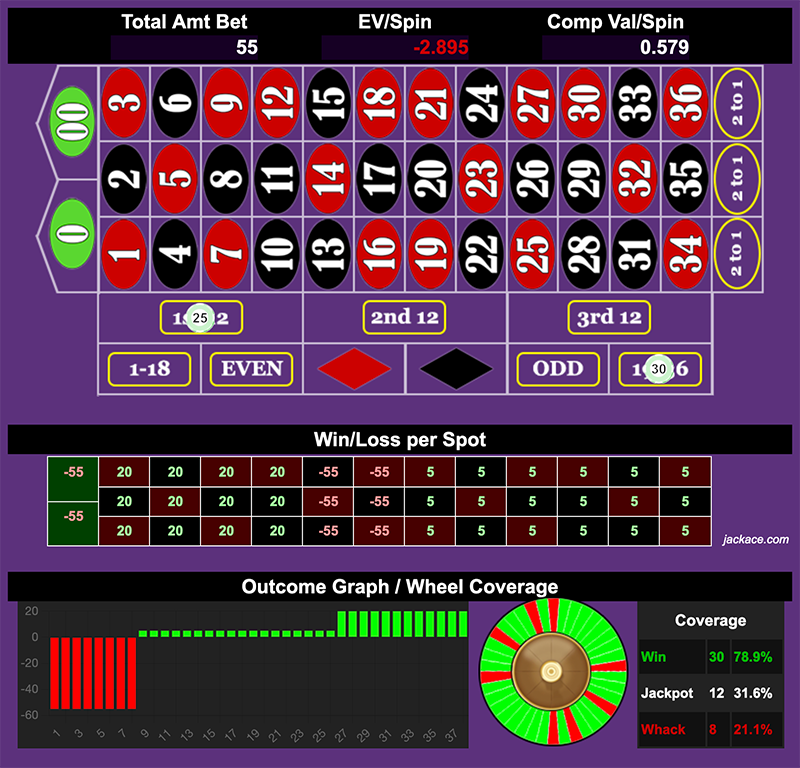 Total Amt Bet EV/Spin Comp Val/Spin
55 -2.895 0.579
00 3 6 9 12 15 18 21 24 27 30 33 36 2 to 1
2 5 8 11 14 17 20 23 26 29 32 35 2 to 1
0 1 4 7 10 13 16 19 22 25 28 31 34 2 to 1
25 2nd 12 3rd 12
1-18 EVEN ODD 30
Win/Loss per Spot
-55 20 20 20 20 -55 -55 5 5 5 5 5 5
20 20 20 20 -55 -55 5 5 5 5 5 5
-55 20 20 20 20 -55 -55 5 5 5 5 5 5
jackace.com
Outcome Graph / Wheel Coverage
20
0
-20
-40
-60
1 3 5 7 9 11 13 15 17 19 21 23 25 27 29 31 33 35 37
Coverage
Win 30 78.9%
Jackpot 12 31.6%
Whack 8 21.1%